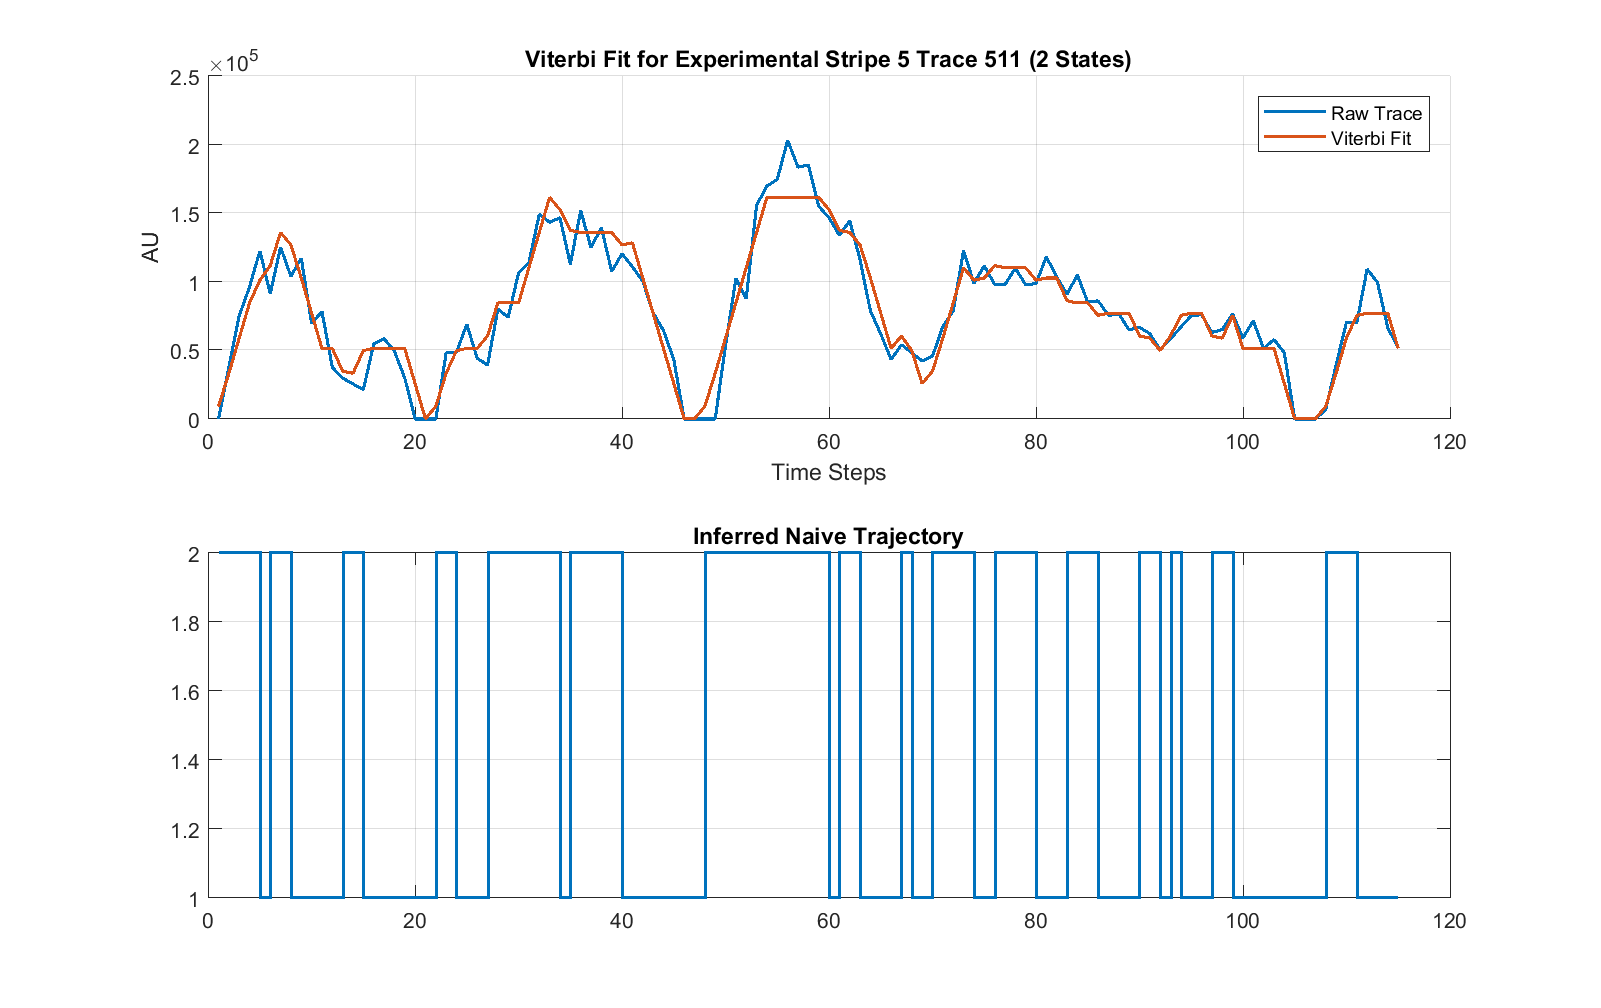 Viterbi Fit for Experimental Stripe 5 Trace 511 (2 States)
×10^5
2.5
2
1.5
1
0.5
0
AU
Raw Trace
Viterbi Fit
0 20 40 60 80 100 120
Time Steps
Inferred Naive Trajectory
2
1.8
1.6
1.4
1.2
1
0 20 40 60 80 100 120